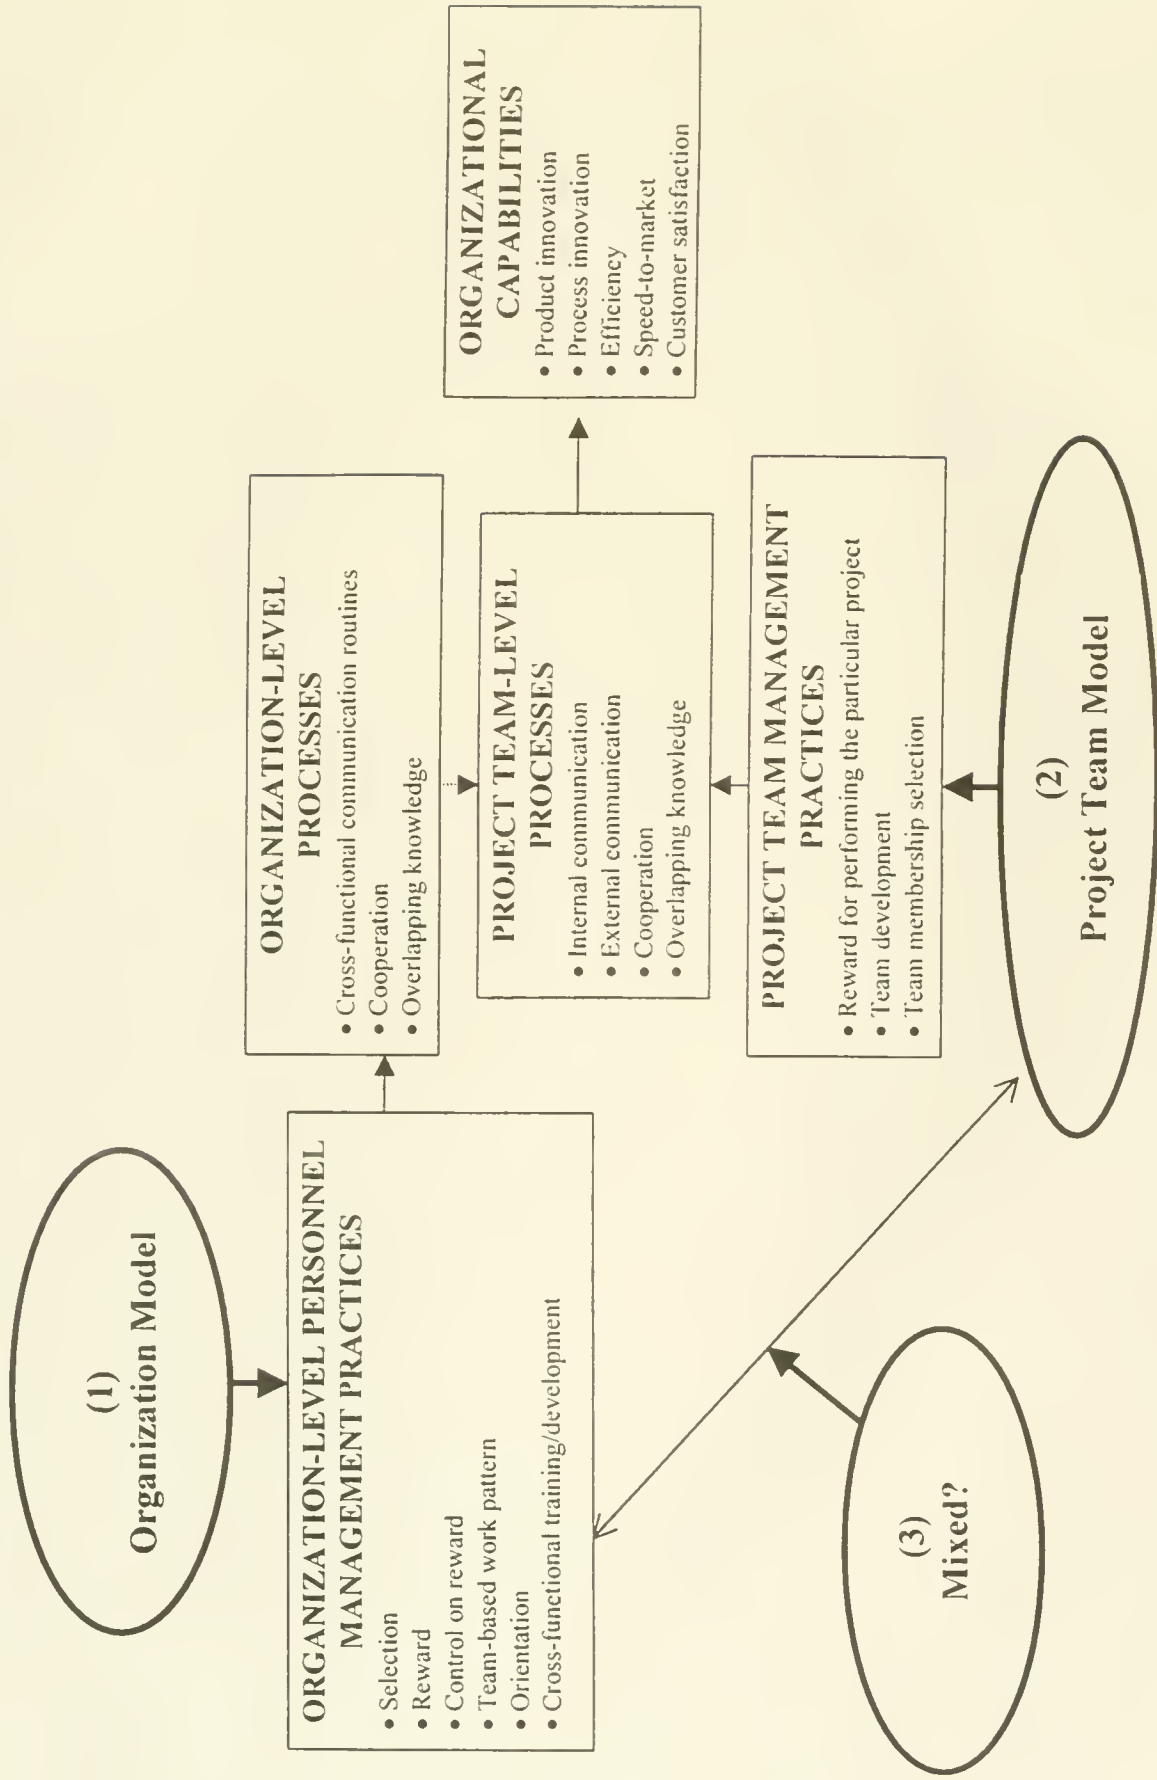 (1)
Organization Model
ORGANIZATION-LEVEL PERSONNEL
MANAGEMENT PRACTICES
• Selection
• Reward
• Control on reward
• Team-based work pattern
• Orientation
• Cross-functional training/development
ORGANIZATION-LEVEL
PROCESSES
• Cross-functional communication routines
• Cooperation
• Overlapping knowledge
PROJECT TEAM-LEVEL
PROCESSES
• Internal communication
• External communication
• Cooperation
• Overlapping knowledge
ORGANIZATIONAL
CAPABILITIES
• Product innovation
• Process innovation
• Efficiency
• Speed-to-market
• Customer satisfaction
PROJECT TEAM MANAGEMENT
PRACTICES
• Reward for performing the particular project
• Team development
• Team membership selection
(2)
Project Team Model
(3)
Mixed?